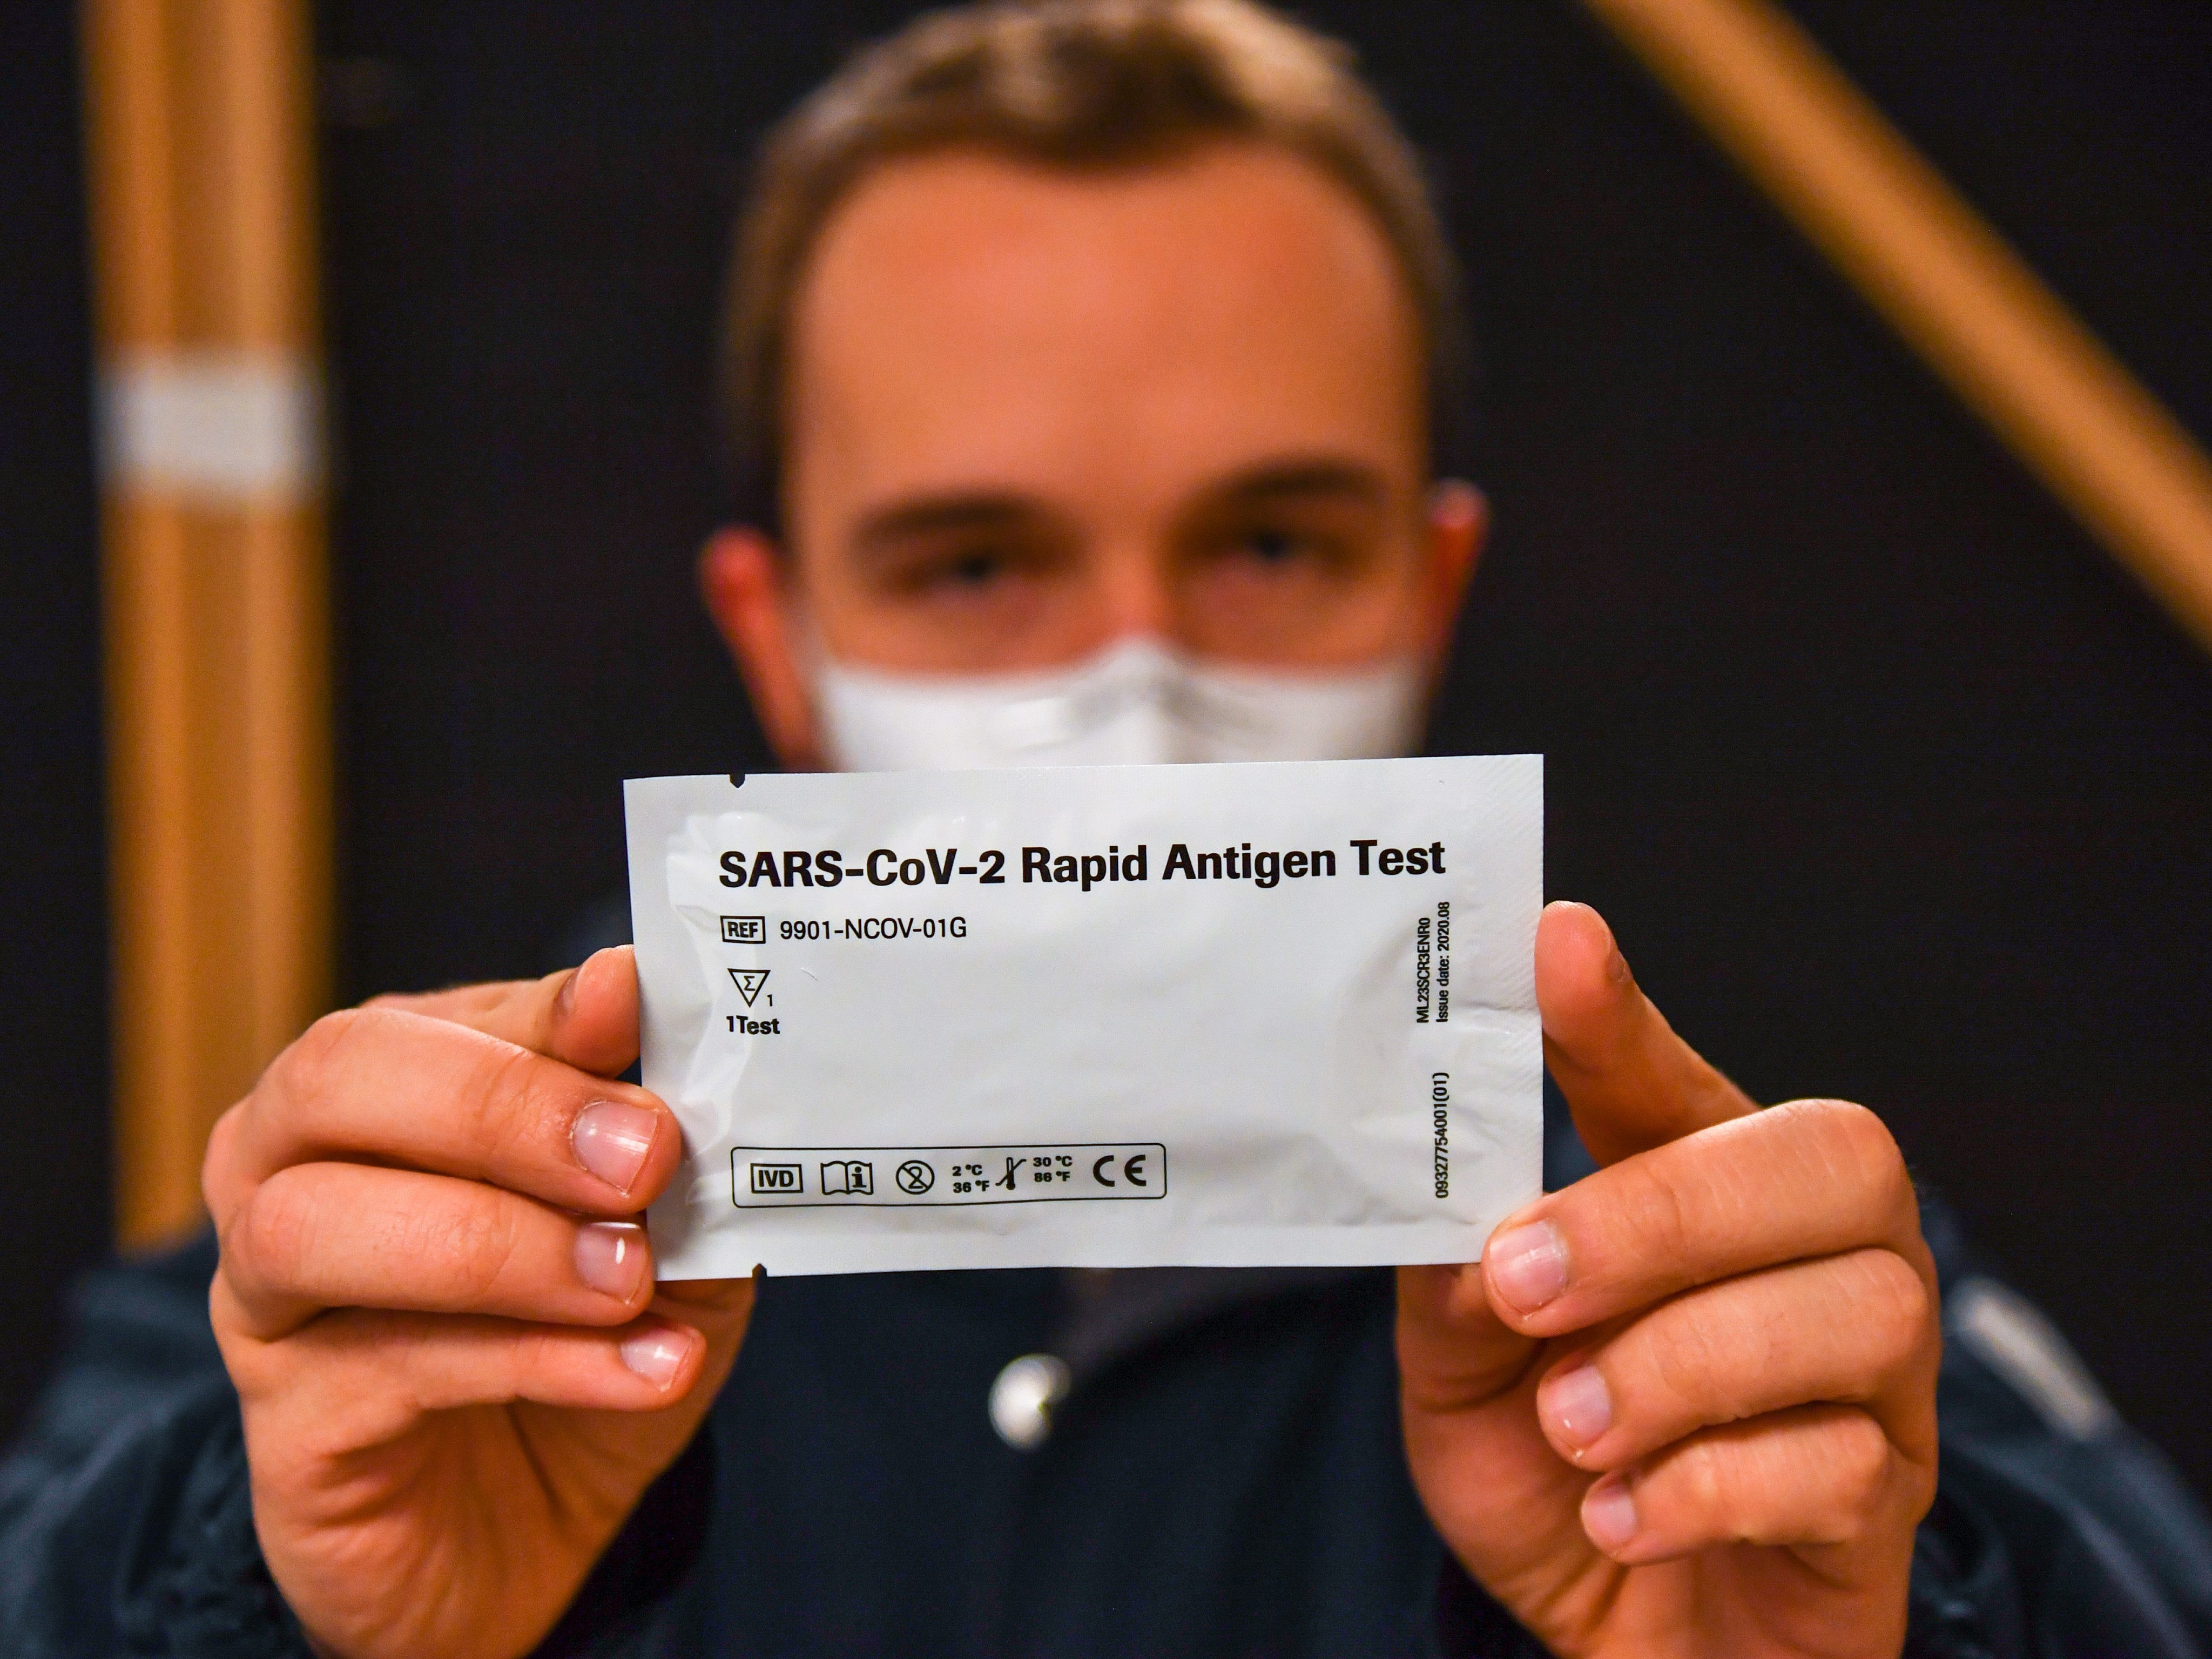 SARS-CoV-2 Rapid Antigen Test
REF 9901-NCOV-01G
Σ 1
1Test
IVD i 2 2 °C 36 °F 30 °C 86 °F CE
ML23SCR3ENR0
Issue date: 2020.08
09327754001(01)